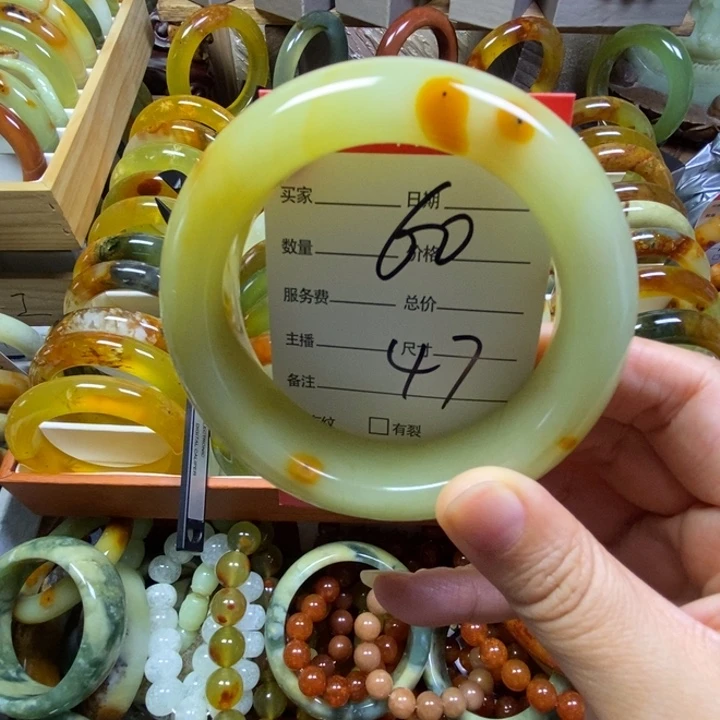 买家 日期
60
数量 价格
服务费 总价
主播 尺寸
47
备注
纹 有裂